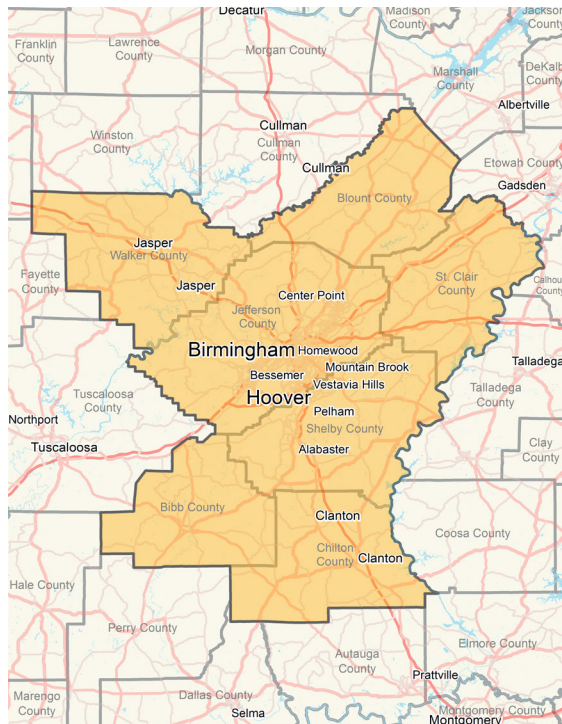 Decatur
Madison
County
Jackson
County
Franklin
County
Lawrence
County
Morgan County
Marshall
County
DeKalb
County
Albertville
Winston
County
Cullman
Cullman
County
Cullman
Etowah County
Gadsden
Blount County
Jasper
Walker County
Fayette
County
Jasper
St. Clair
County
Calhoun
County
Center Point
Jefferson
County
Birmingham
Homewood
Mountain Brook
Talladega
Bessemer
Vestavia Hills
Talladega
County
Tuscaloosa
County
Hoover
Pelham
Northport
Shelby County
Tuscaloosa
Alabaster
Clay
County
Bibb County
Clanton
Coosa County
Chilton
County
Clanton
Hale County
Perry County
Elmore County
Autauga
County
Prattville
Marengo
County
Dallas County
Selma
Montgomery County
Montgomery